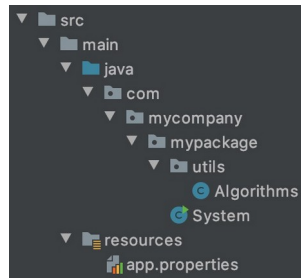 src
main
java
com
mycompany
mypackage
utils
Algorithms
System
resources
app.properties